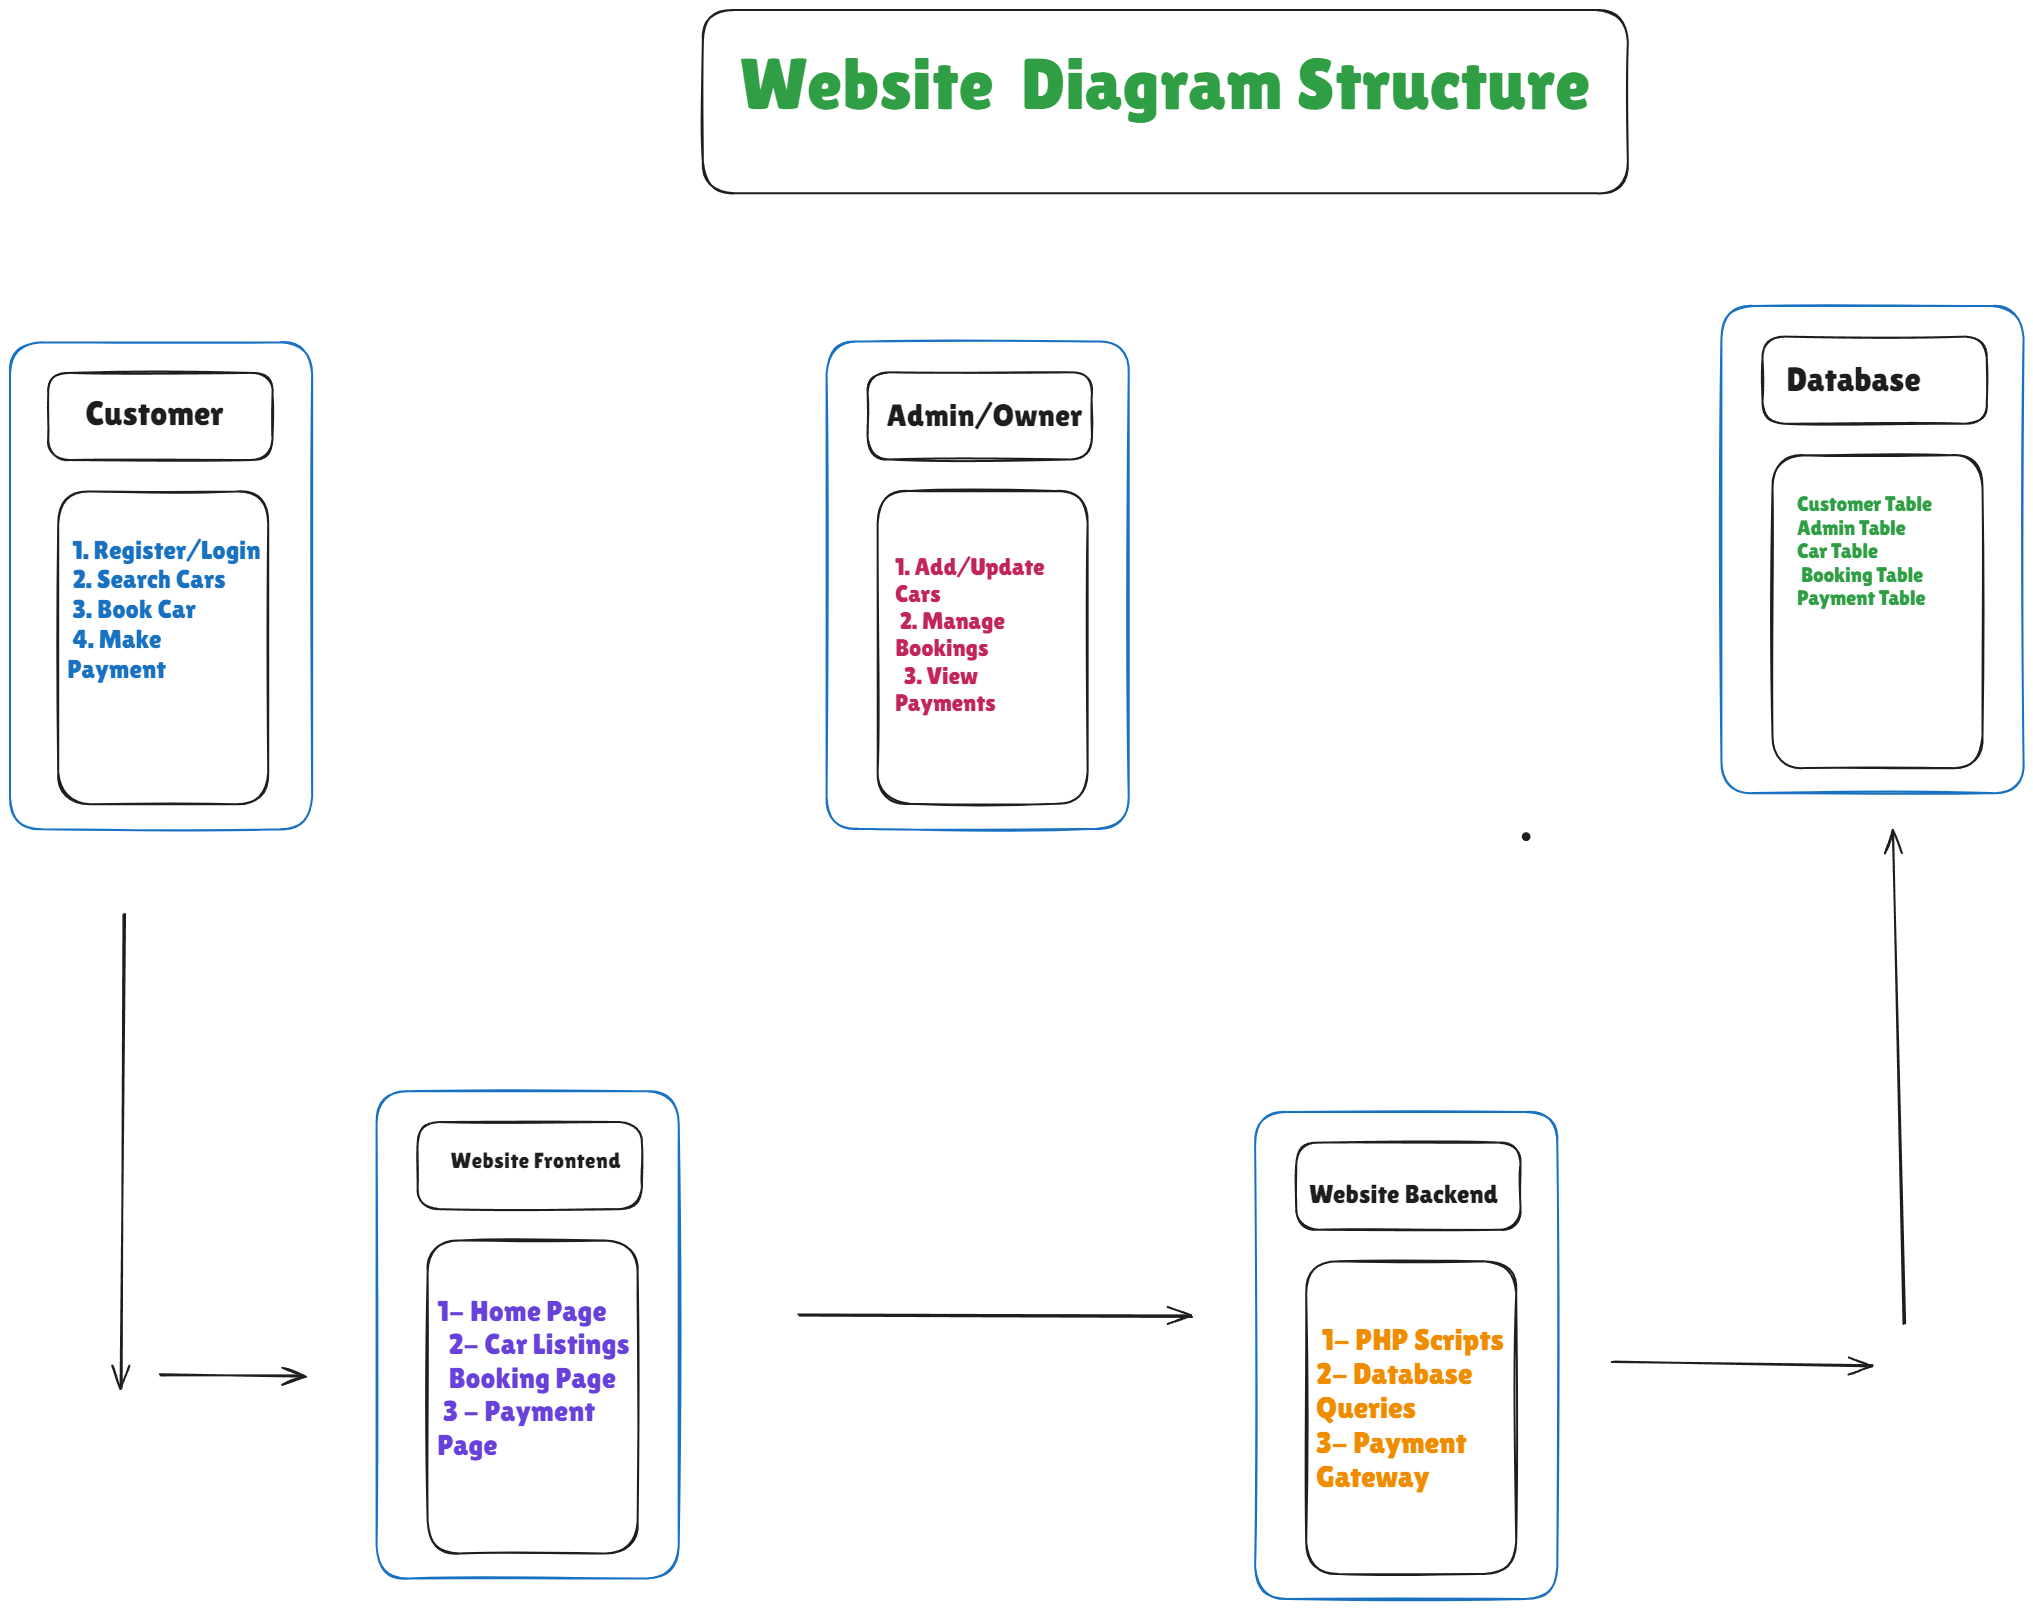 Website Diagram Structure
Customer
1. Register/Login
2. Search Cars
3. Book Car
4. Make
Payment
Admin/Owner
1. Add/Update
Cars
2. Manage
Bookings
3. View
Payments
Database
Customer Table
Admin Table
Car Table
Booking Table
Payment Table
Website Frontend
1- Home Page
2- Car Listings
Booking Page
3 - Payment
Page
Website Backend
1- PHP Scripts
2- Database
Queries
3- Payment
Gateway